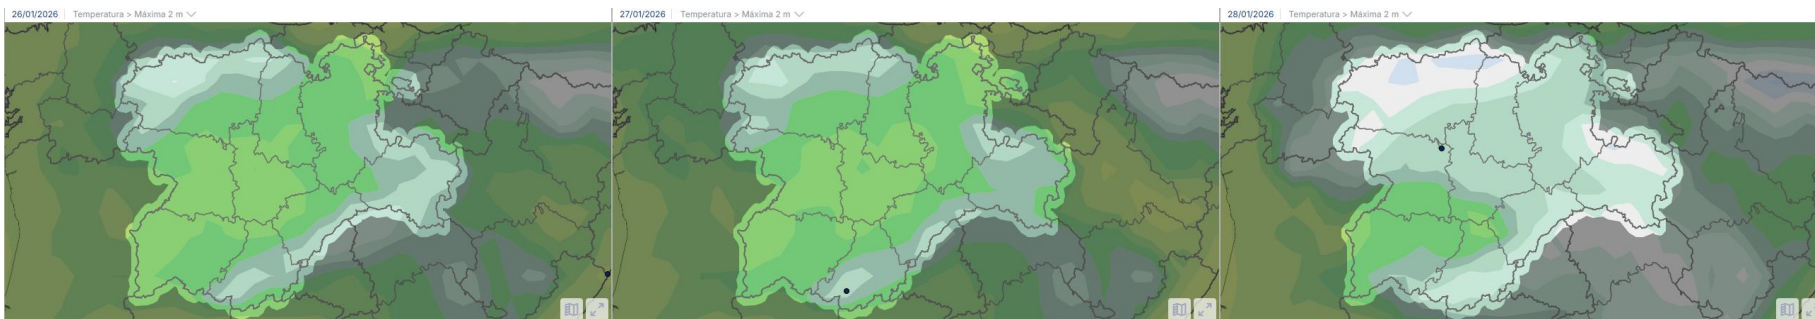 26/01/2026 Temperatura > Máxima 2 m
27/01/2026 Temperatura > Máxima 2 m
28/01/2026 Temperatura > Máxima 2 m